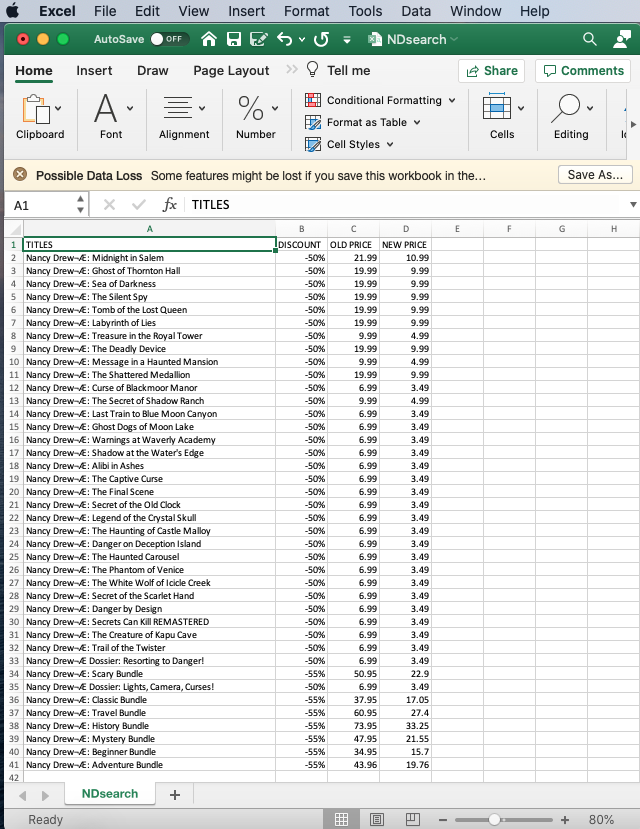 Excel File Edit View Insert Format Tools Data Window Help
AutoSave OFF NDsearch
Home Insert Draw Page Layout Tell me Share Comments
Clipboard Font Alignment Number Conditional Formatting Format as Table Cell Styles Cells Editing
Possible Data Loss Some features might be lost if you save this workbook in the... Save As...
A1 fx TITLES
A B C D E F G H
1 TITLES DISCOUNT OLD PRICE NEW PRICE
2 Nancy Drew¬Æ: Midnight in Salem -50% 21.99 10.99
3 Nancy Drew¬Æ: Ghost of Thornton Hall -50% 19.99 9.99
4 Nancy Drew¬Æ: Sea of Darkness -50% 19.99 9.99
5 Nancy Drew¬Æ: The Silent Spy -50% 19.99 9.99
6 Nancy Drew¬Æ: Tomb of the Lost Queen -50% 19.99 9.99
7 Nancy Drew¬Æ: Labyrinth of Lies -50% 19.99 9.99
8 Nancy Drew¬Æ: Treasure in the Royal Tower -50% 9.99 4.99
9 Nancy Drew¬Æ: The Deadly Device -50% 19.99 9.99
10 Nancy Drew¬Æ: Message in a Haunted Mansion -50% 9.99 4.99
11 Nancy Drew¬Æ: The Shattered Medallion -50% 19.99 9.99
12 Nancy Drew¬Æ: Curse of Blackmoor Manor -50% 6.99 3.49
13 Nancy Drew¬Æ: The Secret of Shadow Ranch -50% 9.99 4.99
14 Nancy Drew¬Æ: Last Train to Blue Moon Canyon -50% 6.99 3.49
15 Nancy Drew¬Æ: Ghost Dogs of Moon Lake -50% 6.99 3.49
16 Nancy Drew¬Æ: Warnings at Waverly Academy -50% 6.99 3.49
17 Nancy Drew¬Æ: Shadow at the Water's Edge -50% 6.99 3.49
18 Nancy Drew¬Æ: Alibi in Ashes -50% 6.99 3.49
19 Nancy Drew¬Æ: The Captive Curse -50% 6.99 3.49
20 Nancy Drew¬Æ: The Final Scene -50% 6.99 3.49
21 Nancy Drew¬Æ: Secret of the Old Clock -50% 6.99 3.49
22 Nancy Drew¬Æ: Legend of the Crystal Skull -50% 6.99 3.49
23 Nancy Drew¬Æ: The Haunting of Castle Malloy -50% 6.99 3.49
24 Nancy Drew¬Æ: Danger on Deception Island -50% 6.99 3.49
25 Nancy Drew¬Æ: The Haunted Carousel -50% 6.99 3.49
26 Nancy Drew¬Æ: The Phantom of Venice -50% 6.99 3.49
27 Nancy Drew¬Æ: The White Wolf of Icicle Creek -50% 6.99 3.49
28 Nancy Drew¬Æ: Secret of the Scarlet Hand -50% 6.99 3.49
29 Nancy Drew¬Æ: Danger by Design -50% 6.99 3.49
30 Nancy Drew¬Æ: Secrets Can Kill REMASTERED -50% 6.99 3.49
31 Nancy Drew¬Æ: The Creature of Kapu Cave -50% 6.99 3.49
32 Nancy Drew¬Æ: Trail of the Twister -50% 6.99 3.49
33 Nancy Drew¬Æ Dossier: Resorting to Danger! -50% 6.99 3.49
34 Nancy Drew¬Æ: Scary Bundle -55% 50.95 22.9
35 Nancy Drew¬Æ Dossier: Lights, Camera, Curses! -50% 6.99 3.49
36 Nancy Drew¬Æ: Classic Bundle -55% 37.95 17.05
37 Nancy Drew¬Æ: Travel Bundle -55% 60.95 27.4
38 Nancy Drew¬Æ: History Bundle -55% 73.95 33.25
39 Nancy Drew¬Æ: Mystery Bundle -55% 47.95 21.55
40 Nancy Drew¬Æ: Beginner Bundle -55% 34.95 15.7
41 Nancy Drew¬Æ: Adventure Bundle -55% 43.96 19.76
42
NDsearch +
Ready 80%